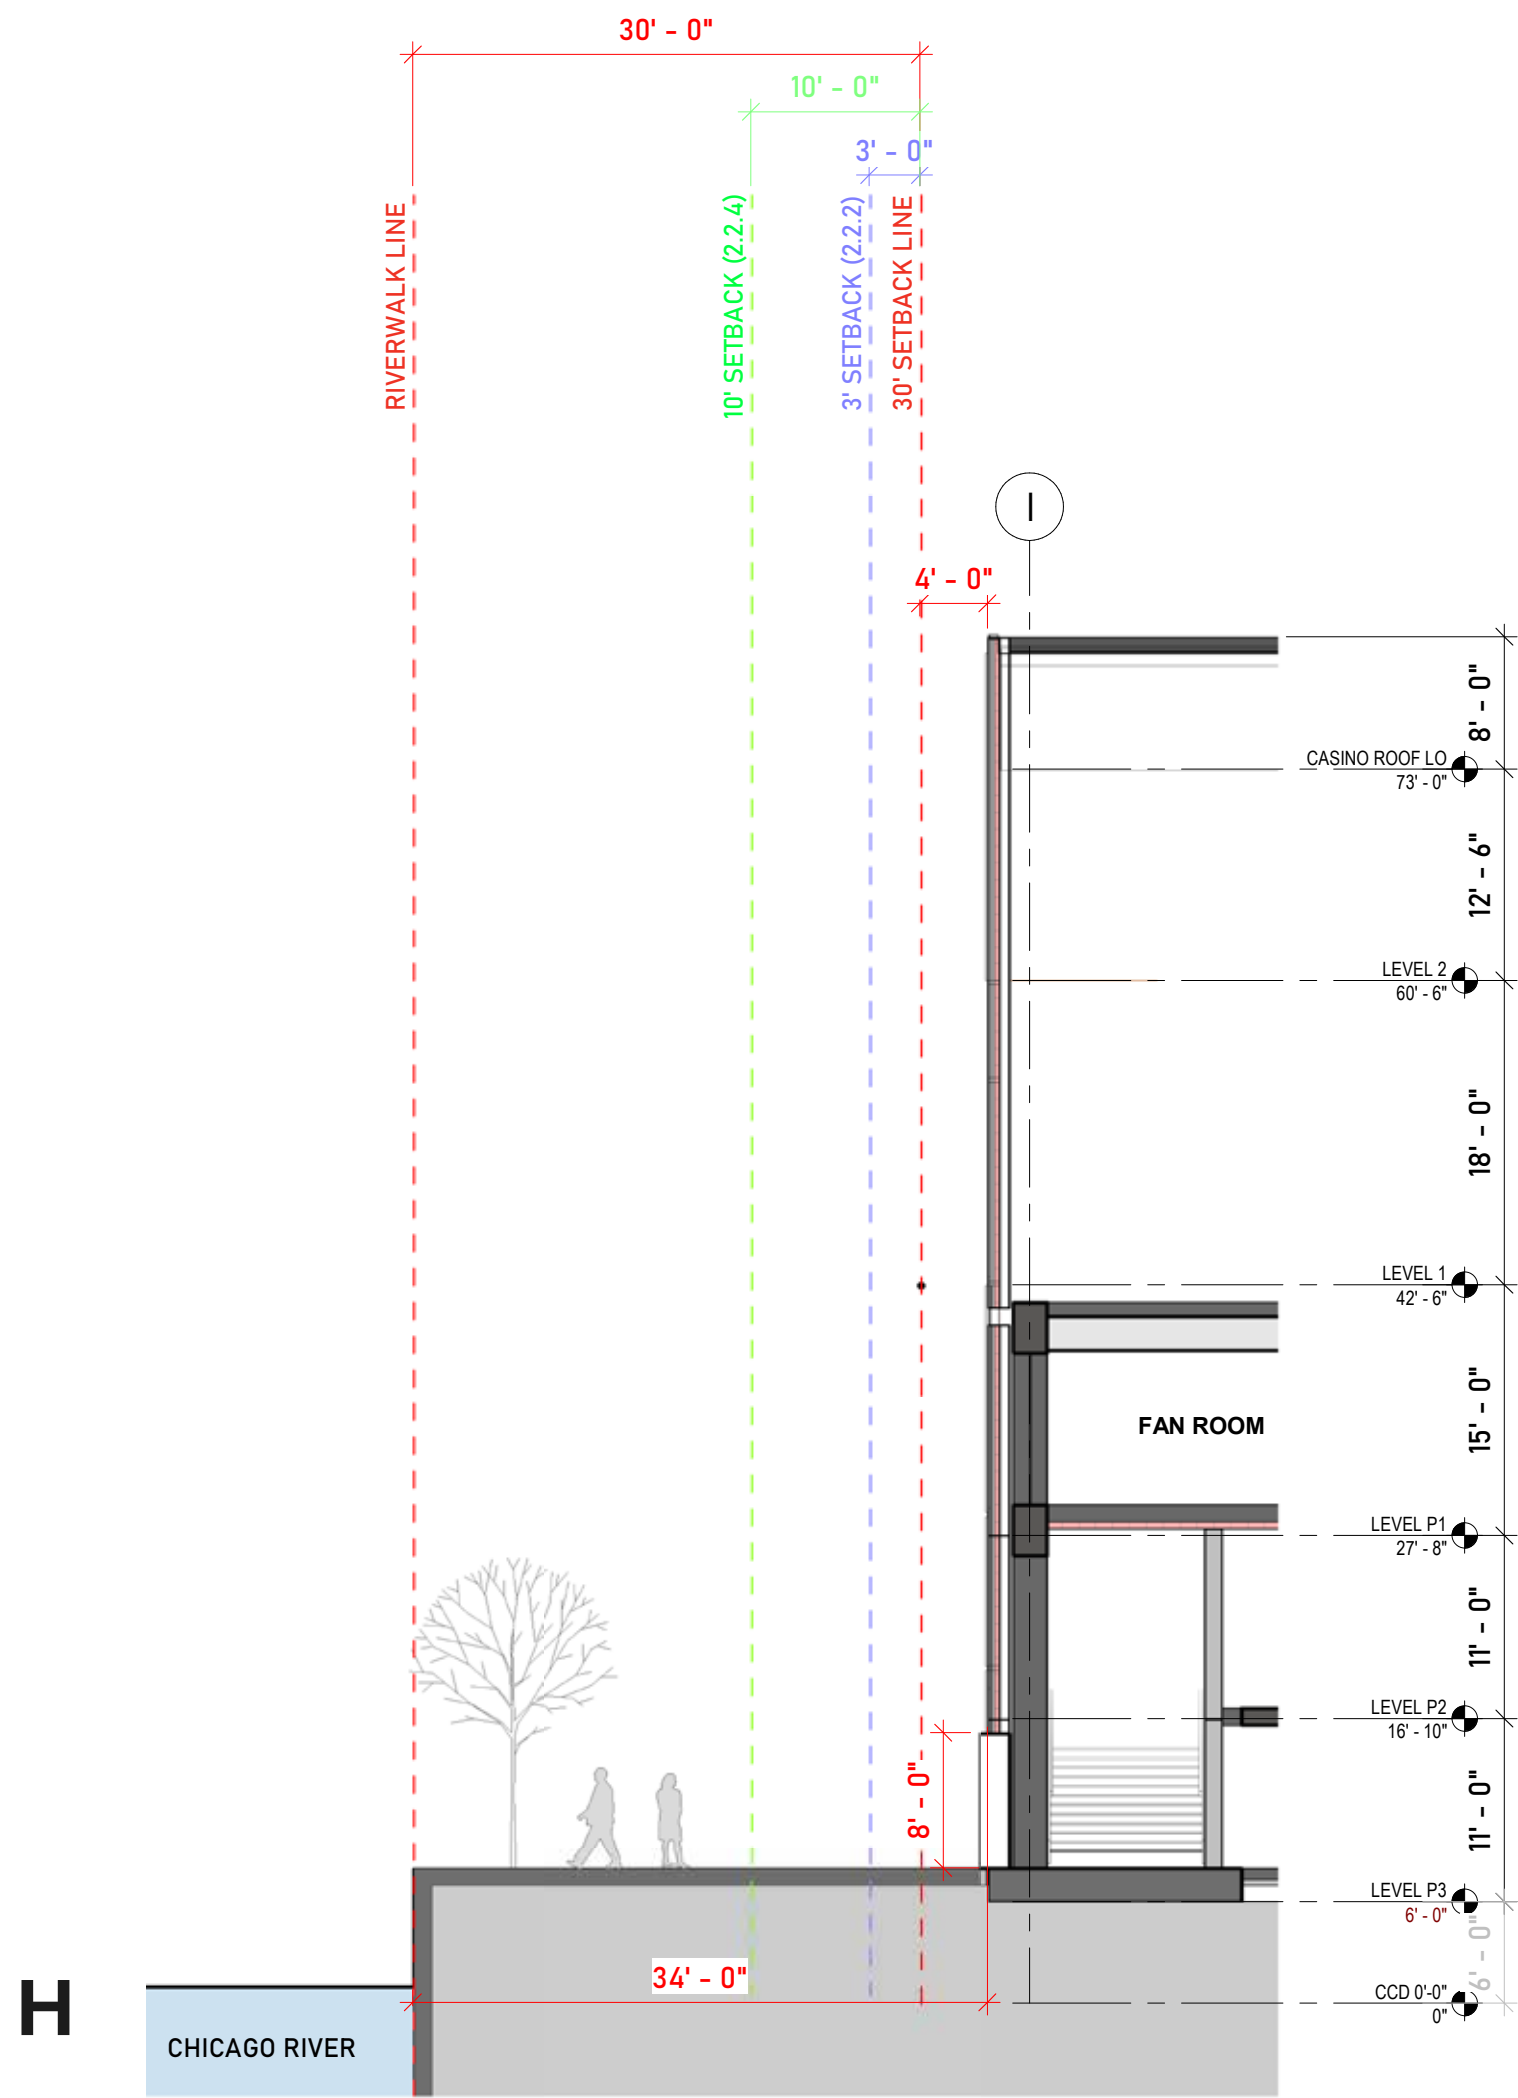 30' - 0"
10' - 0"
3' - 0"
RIVERWALK LINE
10' SETBACK (2.2.4)
3' SETBACK (2.2.2)
30' SETBACK LINE
I
4' - 0"
8' - 0"
CASINO ROOF LO
73' - 0"
12' - 6"
LEVEL 2
60' - 6"
18' - 0"
LEVEL 1
42' - 6"
15' - 0"
FAN ROOM
LEVEL P1
27' - 8"
11' - 0"
LEVEL P2
16' - 10"
8' - 0"
11' - 0"
LEVEL P3
6' - 0"
6' - 0"
34' - 0"
CCD 0'-0"
0"
H
CHICAGO RIVER